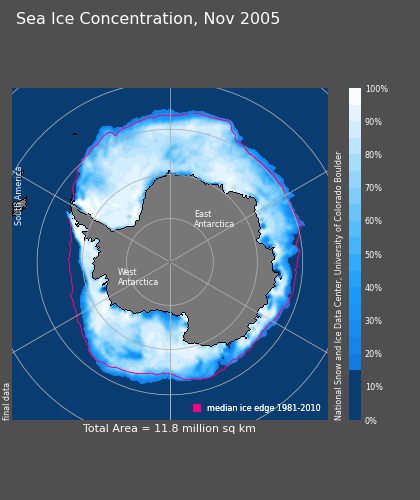 Sea Ice Concentration, Nov 2005
South America
East
Antarctica
West
Antarctica
median ice edge 1981-2010
final data
Total Area = 11.8 million sq km
National Snow and Ice Data Center, University of Colorado Boulder
100%
90%
80%
70%
60%
50%
40%
30%
20%
10%
0%